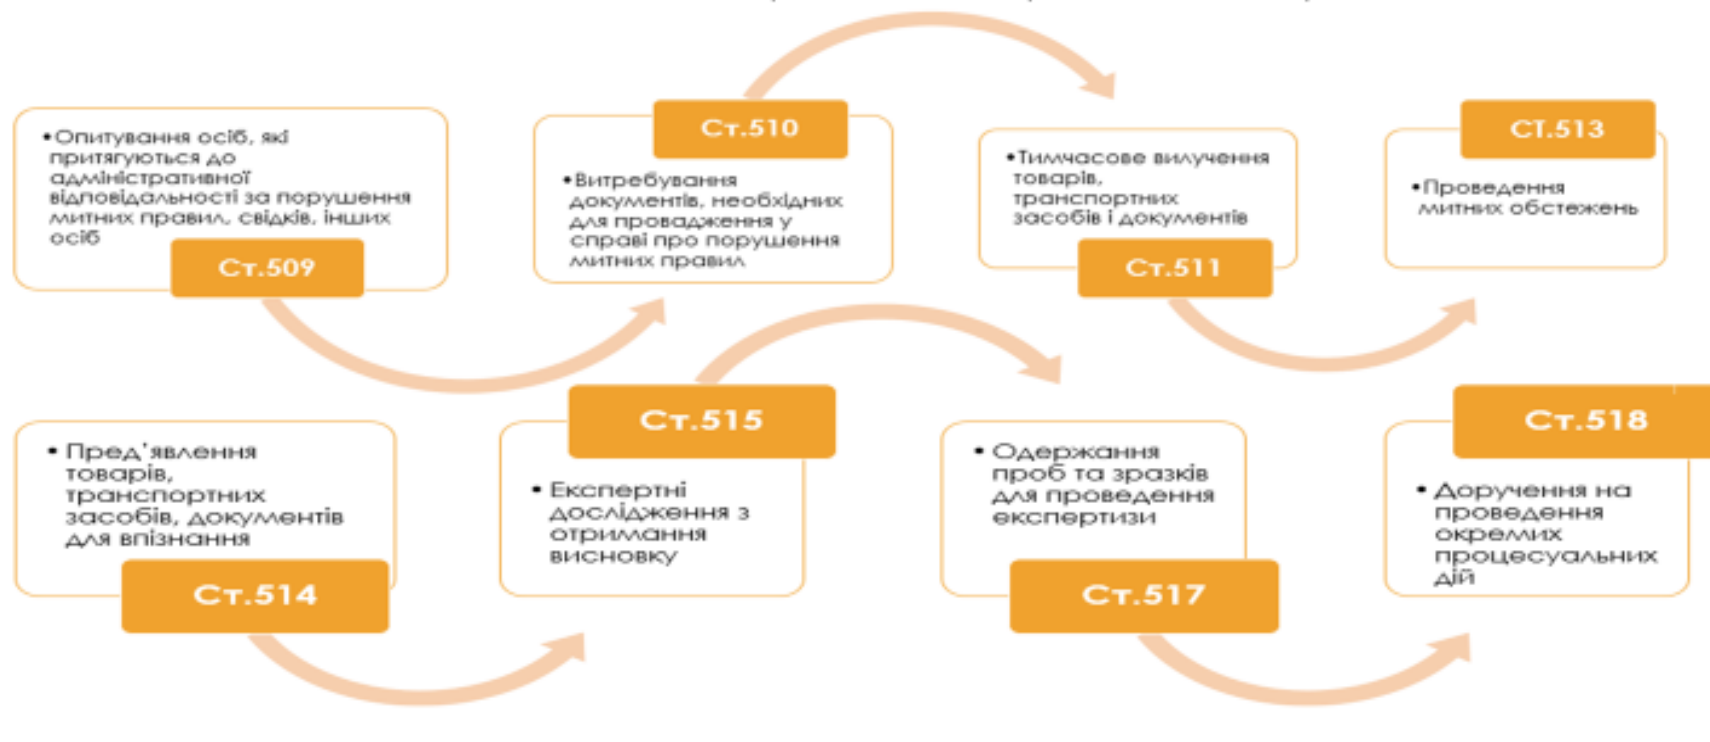 •Опитування осіб, які
притягуються до
адміністративної
відповідальності за порушення
митних правил, свідків, інших
осіб
Ст.509
Ст.510
•Витребування
документів, необхідних
для провадження у
справі про порушення
митних правил
•Тимчасове вилучення
товарів,
транспортних
засобів і документів
Ст.511
СТ.513
•Проведення
митних обстежень
• Пред’явлення
товарів,
транспортних
засобів, документів
для впізнання
Ст.514
Ст.515
• Експертні
дослідження з
отримання
висновку
• Одержання
проб та зразків
для проведення
експертизи
Ст.517
Ст.518
• Доручення на
проведення
окремих
процесуальних
дій